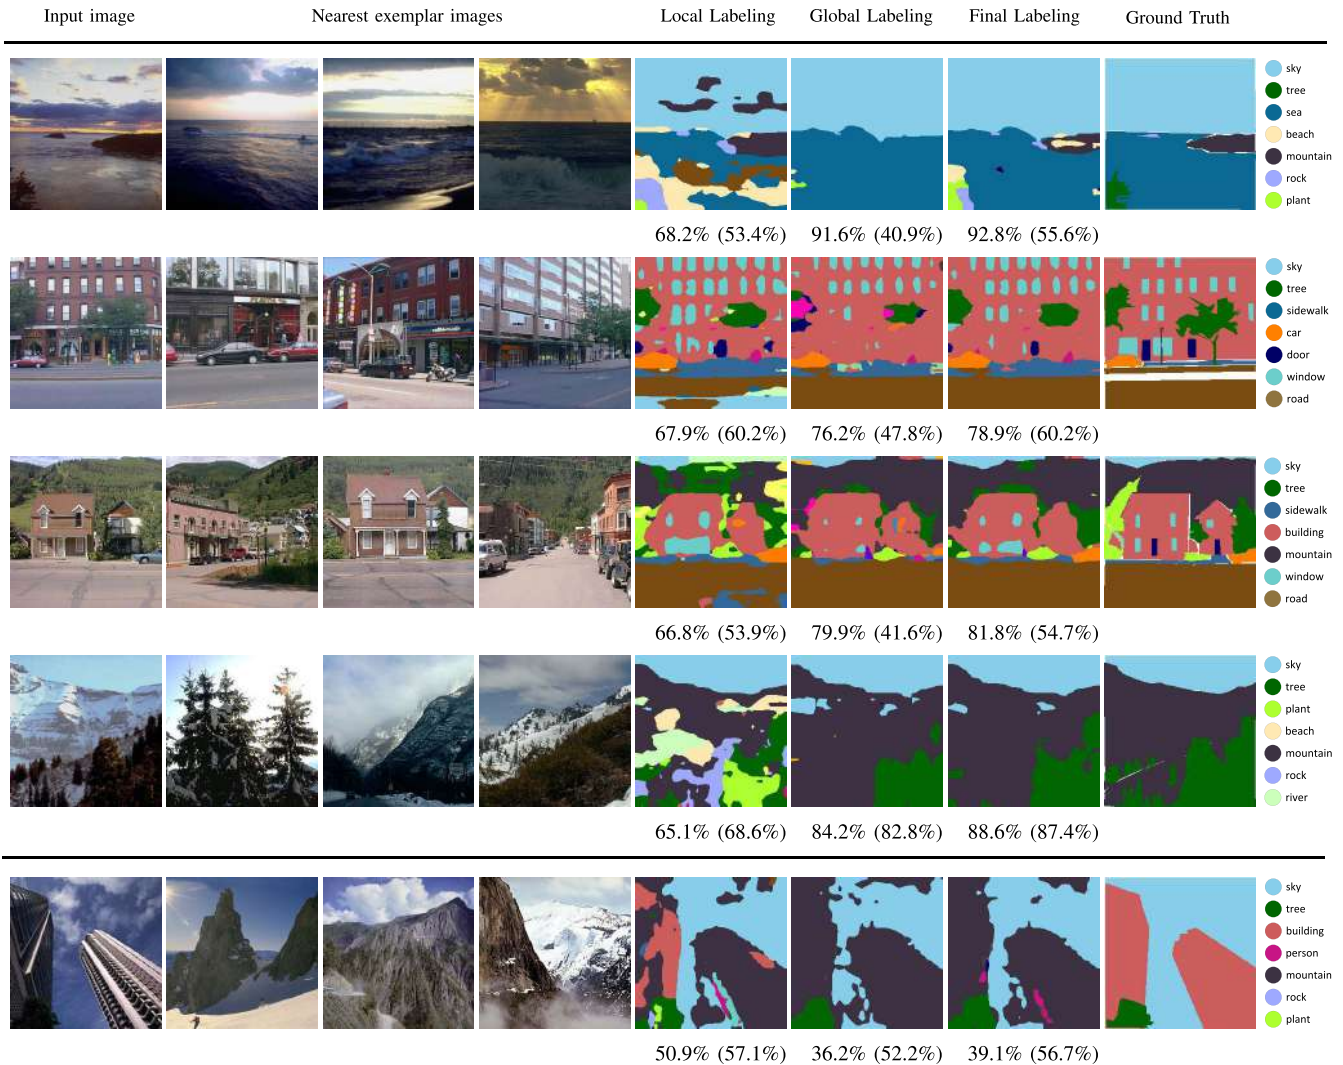 Input image Nearest exemplar images Local Labeling Global Labeling Final Labeling Ground Truth
sky
tree
sea
beach
mountain
rock
plant
68.2% (53.4%) 91.6% (40.9%) 92.8% (55.6%)
sky
tree
sidewalk
car
door
window
road
67.9% (60.2%) 76.2% (47.8%) 78.9% (60.2%)
sky
tree
sidewalk
building
mountain
window
road
66.8% (53.9%) 79.9% (41.6%) 81.8% (54.7%)
sky
tree
plant
beach
mountain
rock
river
65.1% (68.6%) 84.2% (82.8%) 88.6% (87.4%)
sky
tree
building
person
mountain
rock
plant
50.9% (57.1%) 36.2% (52.2%) 39.1% (56.7%)